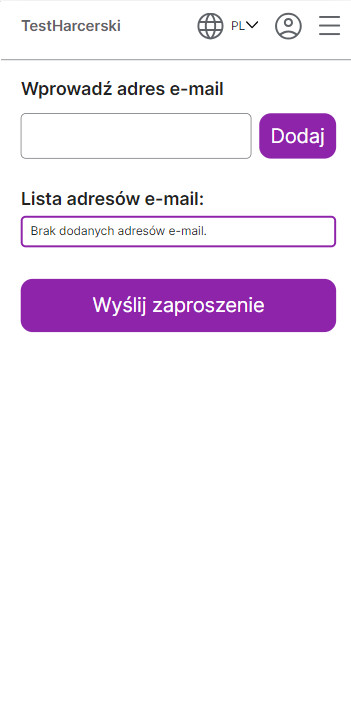 TestHarcerski
PL
Wprowadź adres e-mail
Dodaj
Lista adresów e-mail:
Brak dodanych adresów e-mail.
Wyślij zaproszenie